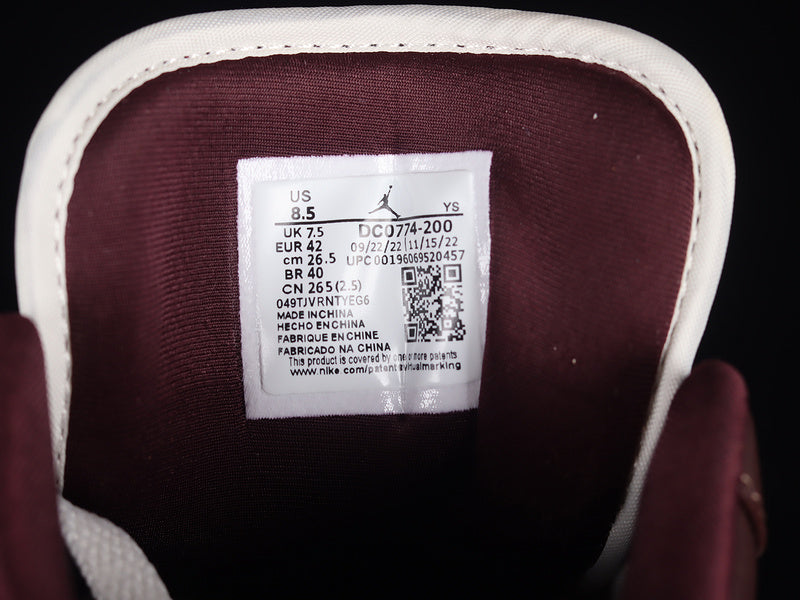 US
8.5 YS
UK 7.5 DC0774-200
EUR 42 09/22/22 11/15/22
cm 26.5 UPC 00196069520457
BR 40
CN 265 (2.5)
049TJVRNTYEG6
MADE IN CHINA
HECHO EN CHINA
FABRIQUE EN CHINE
FABRICADO NA CHINA
This product is covered by one or more patents
www.nike.com/patentvirtualmarking